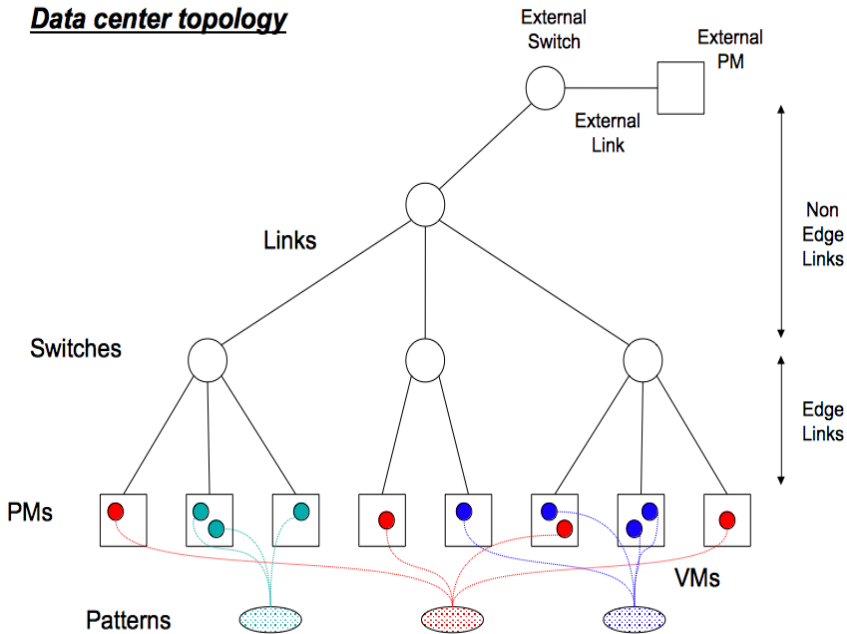 Data center topology
External
Switch
External
PM
External
Link
Non
Edge
Links
Links
Switches
Edge
Links
PMs
VMs
Patterns